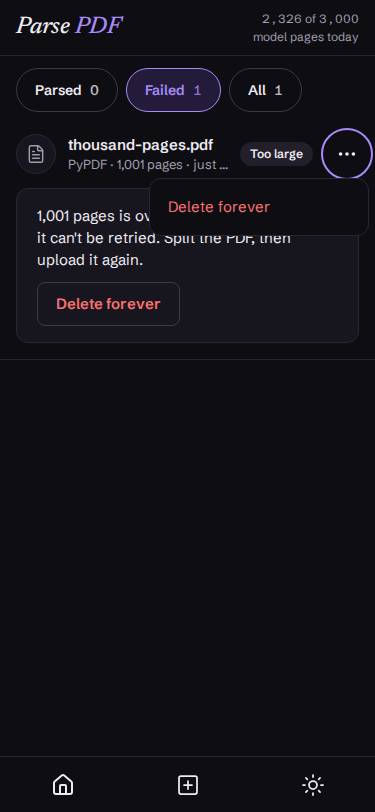 Parse PDF
2,326 of 3,000
model pages today
Parsed 0
Failed 1
All 1
thousand-pages.pdf
PyPDF · 1,001 pages · just ...
Too large
Delete forever
1,001 pages is
it can't be retried. Split the PDF, then
upload it again.
Delete forever